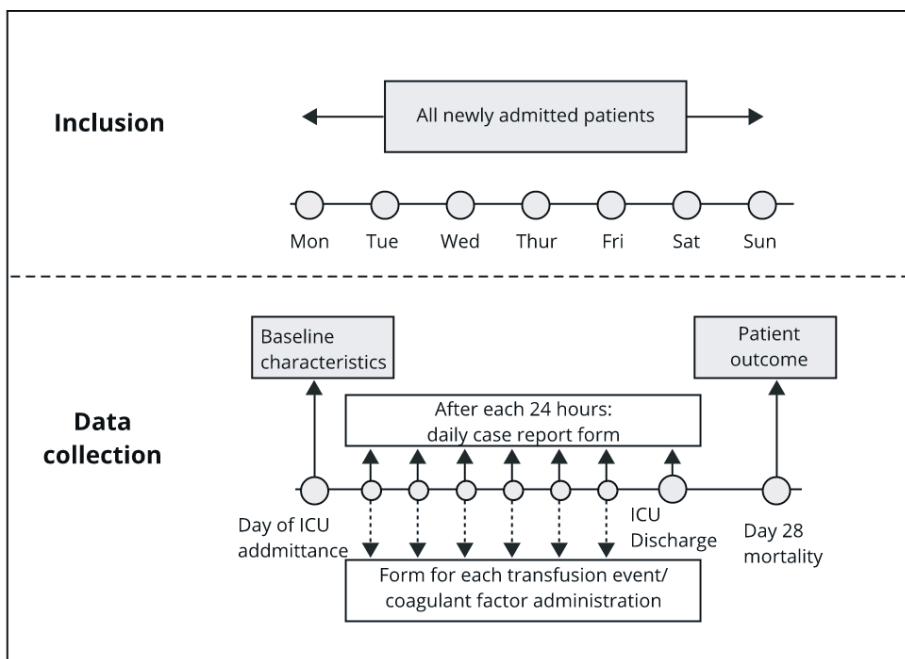 Inclusion
All newly admitted patients
Mon Tue Wed Thur Fri Sat Sun
Baseline
characteristics
Patient
outcome
Data
collection
After each 24 hours:
daily case report form
Day of ICU
addmittance
ICU
Discharge
Day 28
mortality
Form for each transfusion event/
coagulant factor administration